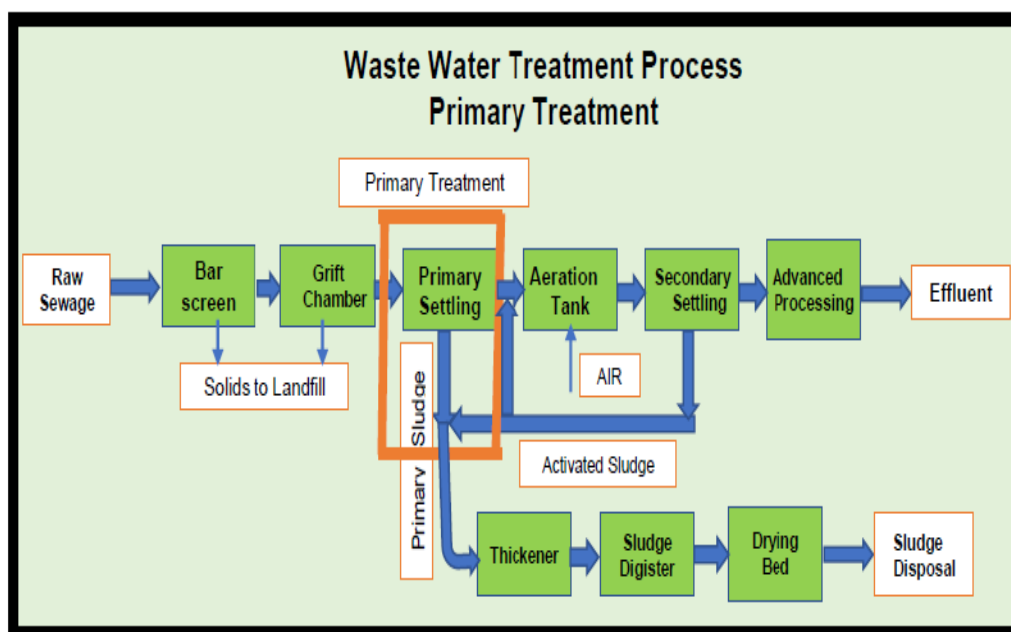 Waste Water Treatment Process
Primary Treatment
Primary Treatment
Raw
Sewage
Bar
screen
Grift
Chamber
Primary
Settling
Aeration
Tank
Secondary
Settling
Advanced
Processing
Effluent
Solids to Landfill
AIR
Primary Sludge
Activated Sludge
Thickener
Sludge
Digister
Drying
Bed
Sludge
Disposal